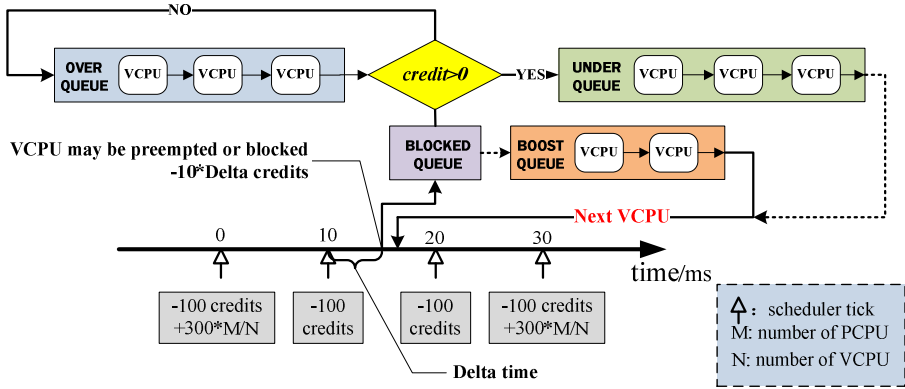 NO
OVER
QUEUE
VCPU
VCPU
VCPU
credit>0
YES
UNDER
QUEUE
VCPU
VCPU
VCPU
VCPU may be preempted or blocked
-10*Delta credits
BLOCKED
QUEUE
BOOST
QUEUE
VCPU
VCPU
Next VCPU
0
10
20
30
time/ms
-100 credits
+300*M/N
-100
credits
-100
credits
-100 credits
+300*M/N
Delta time
: scheduler tick
M: number of PCPU
N: number of VCPU